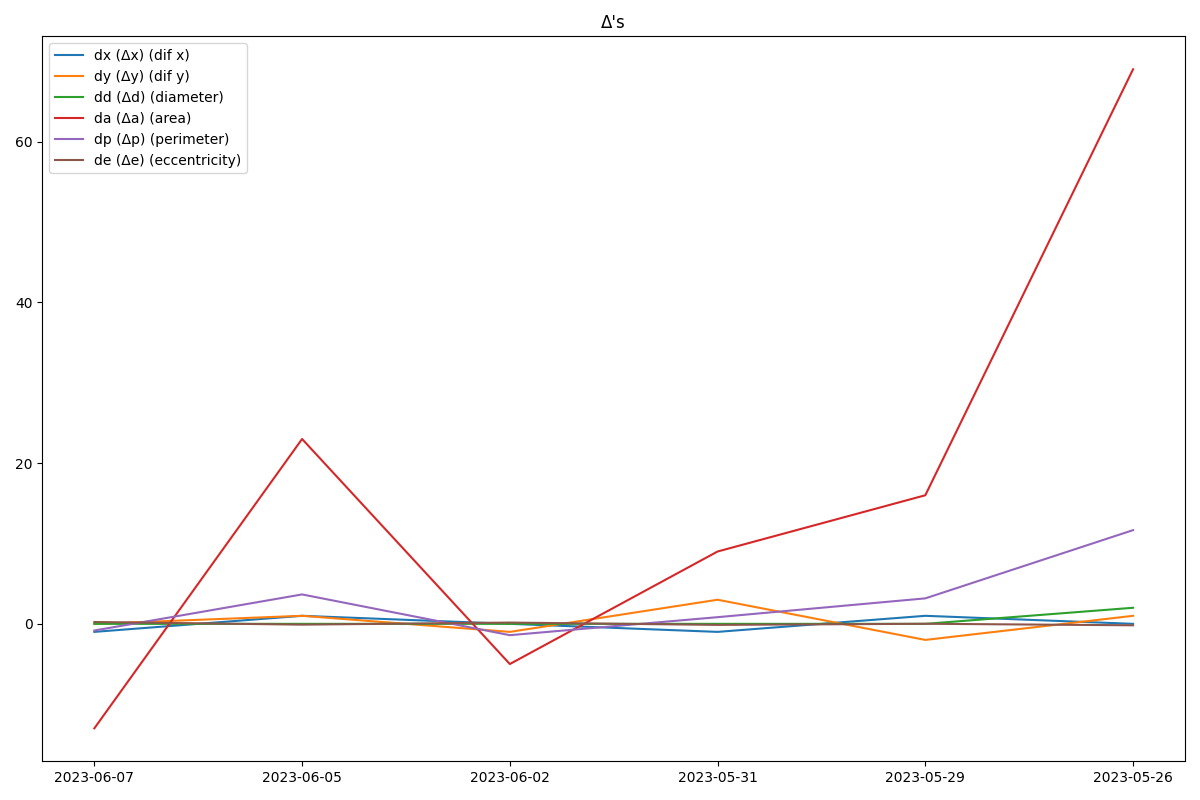 Δ's
dx (Δx) (dif x)
dy (Δy) (dif y)
dd (Δd) (diameter)
da (Δa) (area)
dp (Δp) (perimeter)
de (Δe) (eccentricity)
60
40
20
0
2023-06-07 2023-06-05 2023-06-02 2023-05-31 2023-05-29 2023-05-26